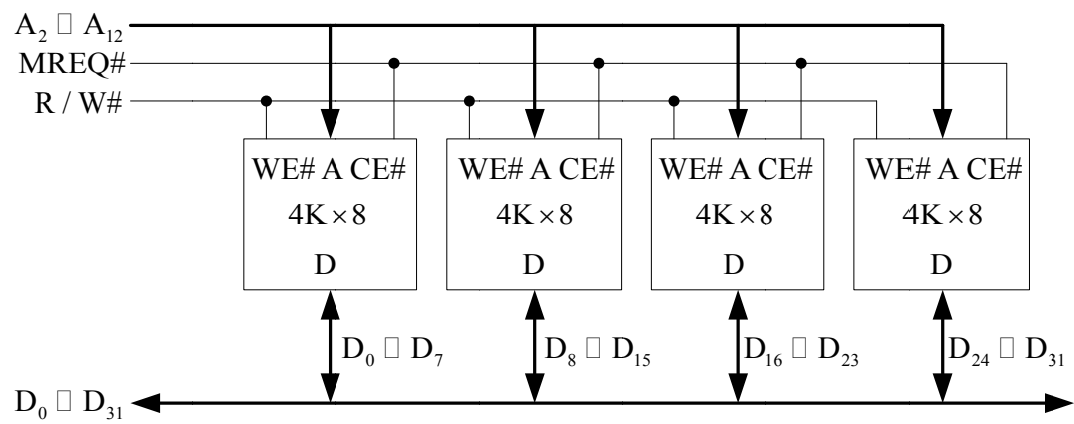 A₂ □ A₁₂
MREQ#
R / W#
WE# A CE# WE# A CE# WE# A CE# WE# A CE#
4K×8 4K×8 4K×8 4K×8
D D D D
D₀ □ D₇ D₈ □ D₁₅ D₁₆ □ D₂₃ D₂₄ □ D₃₁
D₀ □ D₃₁